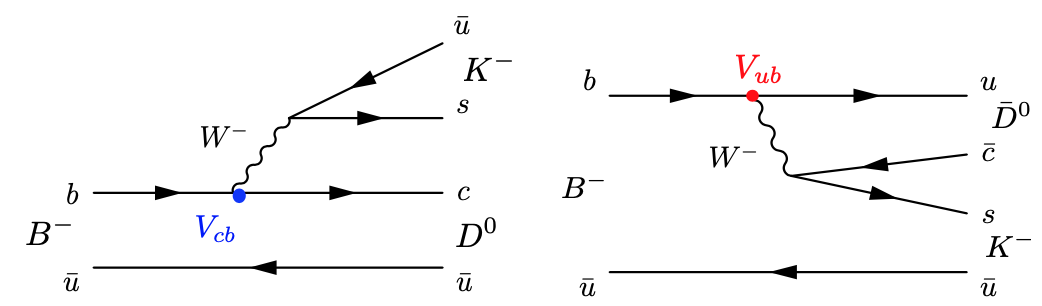 ū
K⁻
s
W⁻
b
c
V_cb
B⁻
D⁰
ū
ū
V_ub
b
u
D̄⁰
c̄
W⁻
B⁻
s
K⁻
ū
ū